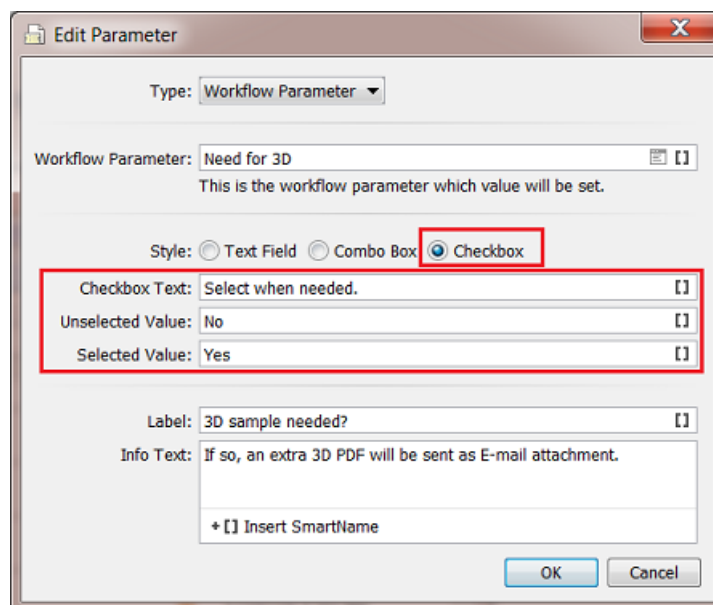 Edit Parameter
Type: Workflow Parameter
Workflow Parameter: Need for 3D
This is the workflow parameter which value will be set.
Style: Text Field Combo Box Checkbox
Checkbox Text: Select when needed.
Unselected Value: No
Selected Value: Yes
Label: 3D sample needed?
Info Text: If so, an extra 3D PDF will be sent as E-mail attachment.
+ [] Insert SmartName
OK Cancel